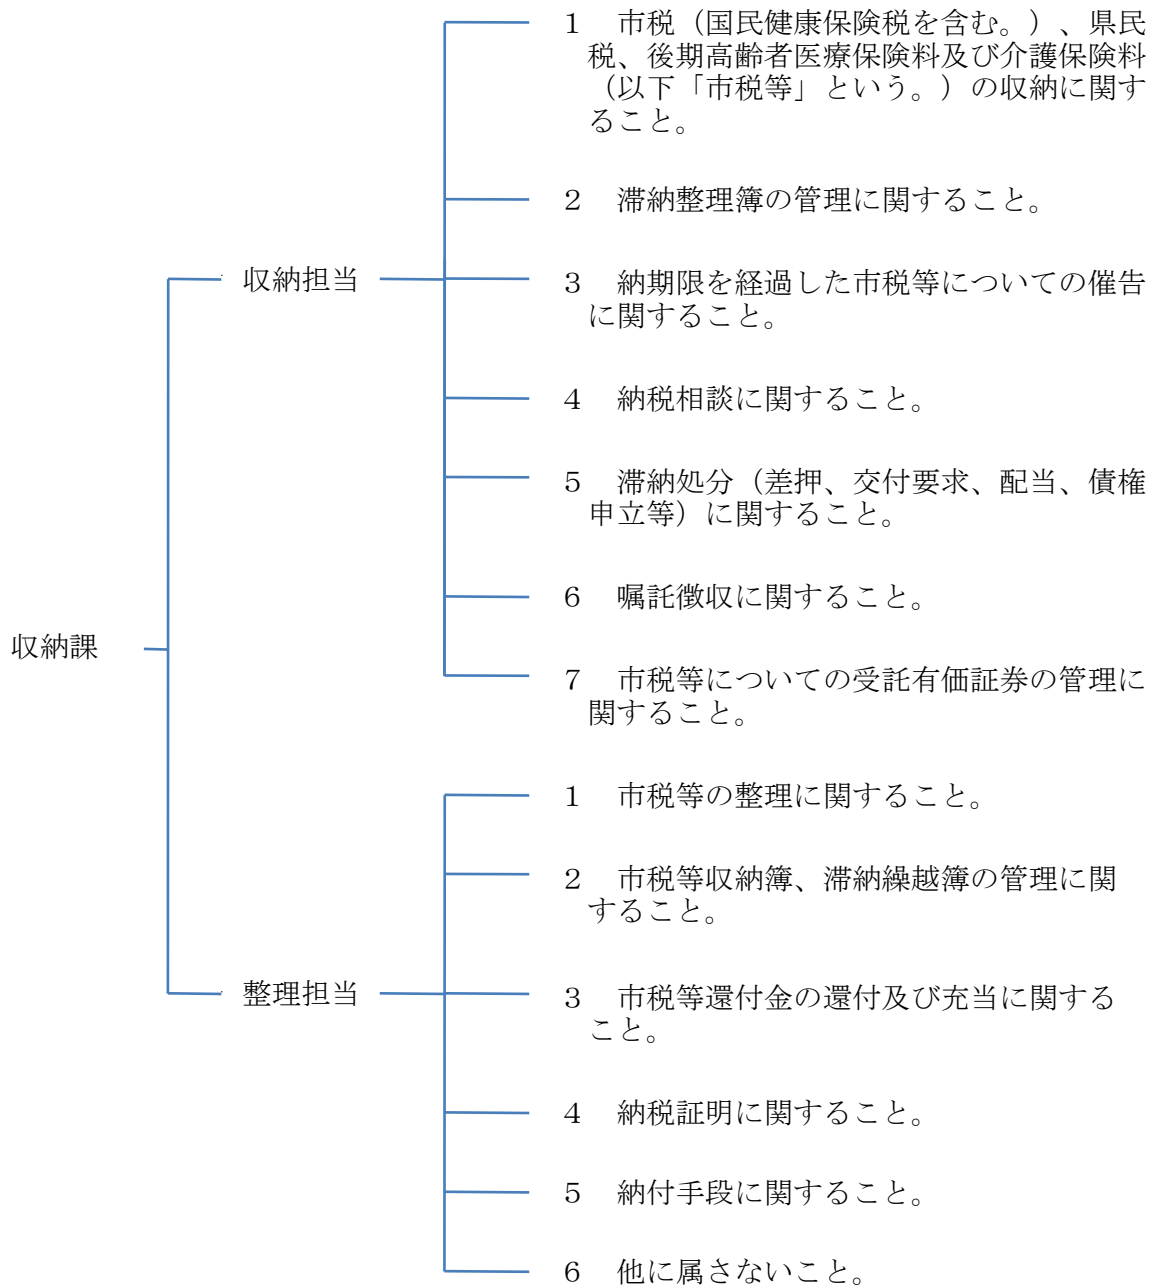 収納課
収納担当
１　市税（国民健康保険税を含む。）、県民
税、後期高齢者医療保険料及び介護保険料
（以下「市税等」という。）の収納に関す
ること。
２　滞納整理簿の管理に関すること。
３　納期限を経過した市税等についての催告
に関すること。
４　納税相談に関すること。
５　滞納処分（差押、交付要求、配当、債権
申立等）に関すること。
６　嘱託徴収に関すること。
７　市税等についての受託有価証券の管理に
関すること。
整理担当
１　市税等の整理に関すること。
２　市税等収納簿、滞納繰越簿の管理に関
すること。
３　市税等還付金の還付及び充当に関する
こと。
４　納税証明に関すること。
５　納付手段に関すること。
６　他に属さないこと。